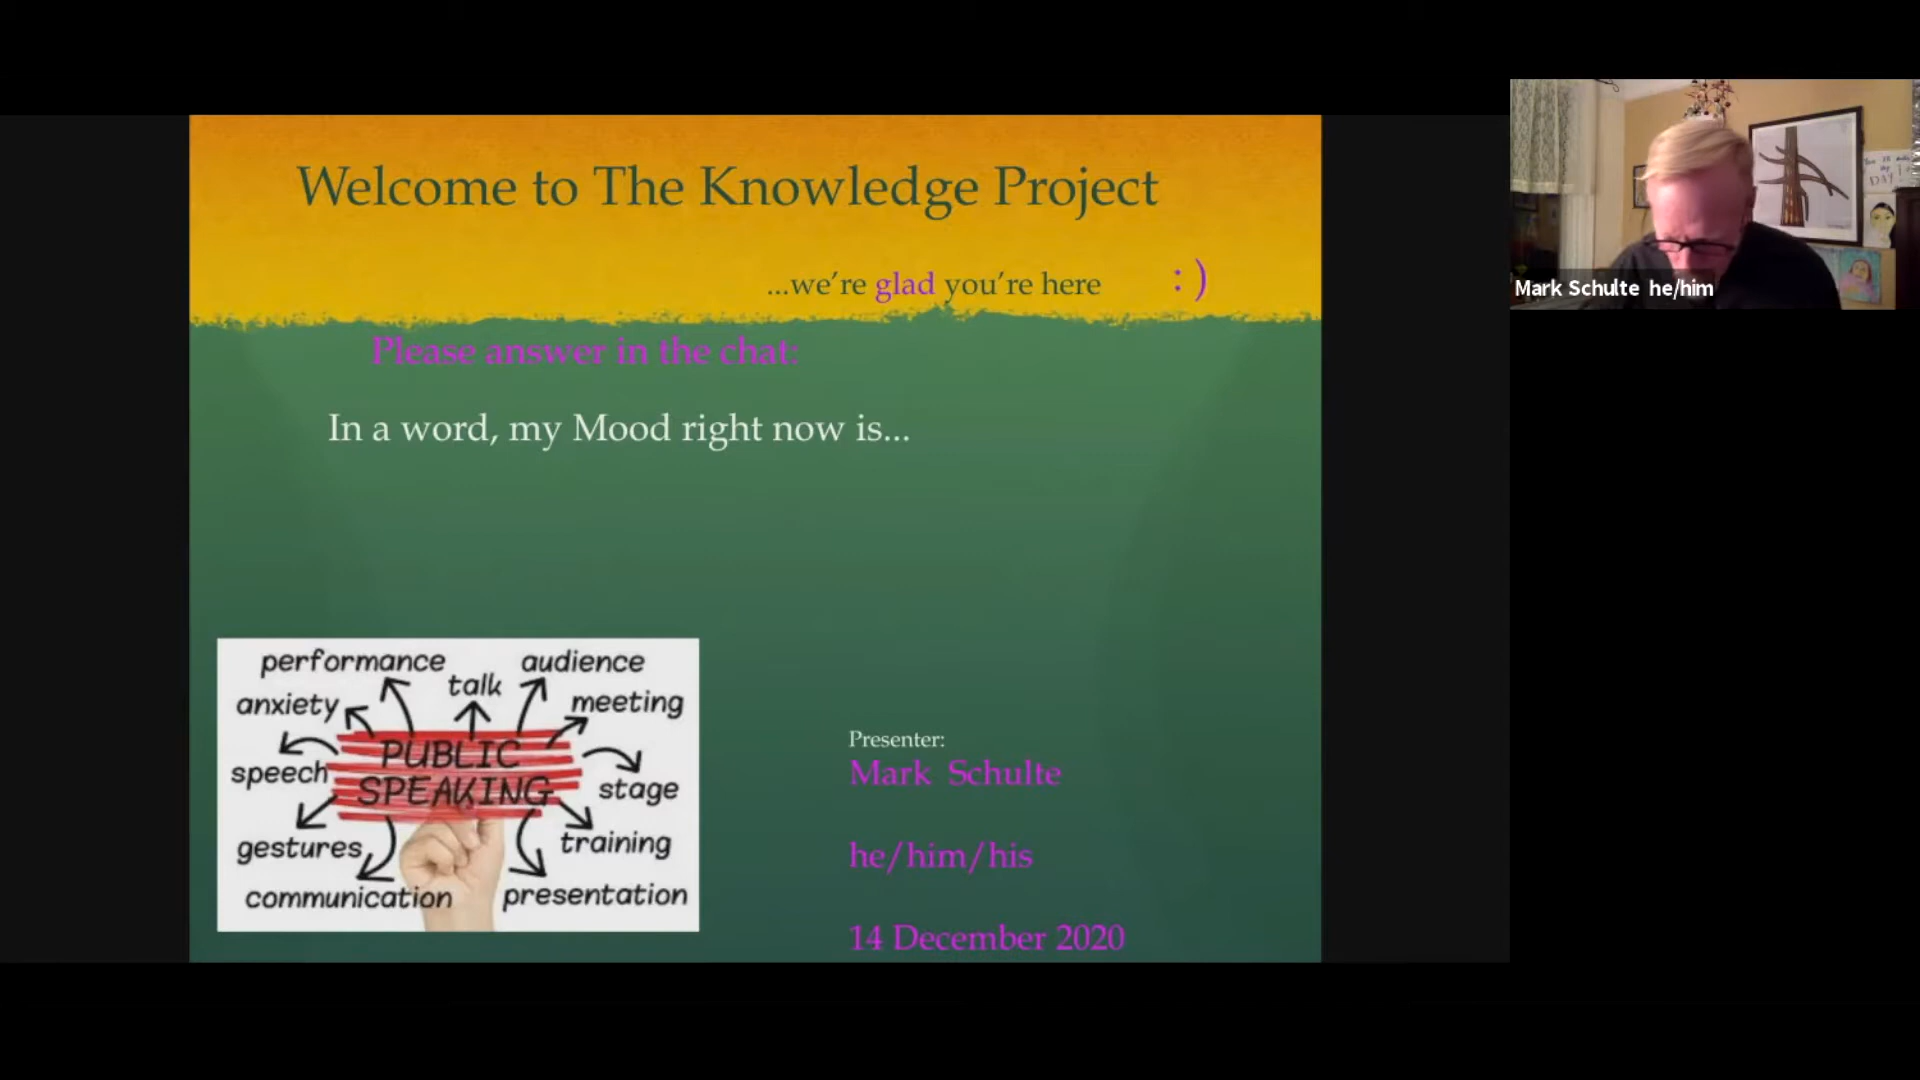 Welcome to The Knowledge Project
...we're glad you're here :)
Please answer in the chat:
In a word, my Mood right now is...
performance
audience
talk
anxiety
meeting
PUBLIC
speech
SPEAKING
stage
gestures
training
communication
presentation
Presenter:
Mark Schulte
he/him/his
14 December 2020
Mark Schulte he/him
DAY